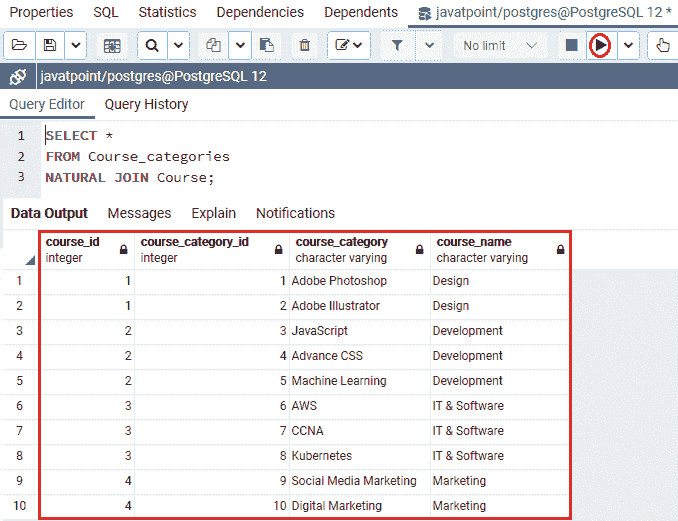 Properties SQL Statistics Dependencies Dependents javatpoint/postgres@PostgreSQL 12 *
No limit
javatpoint/postgres@PostgreSQL 12
Query Editor Query History
1 SELECT *
2 FROM Course_categories
3 NATURAL JOIN Course;
Data Output Messages Explain Notifications
course_id course_category_id course_category course_name
integer integer character varying character varying
1 1 1 Adobe Photoshop Design
2 1 2 Adobe Illustrator Design
3 2 3 JavaScript Development
4 2 4 Advance CSS Development
5 2 5 Machine Learning Development
6 3 6 AWS IT & Software
7 3 7 CCNA IT & Software
8 3 8 Kubernetes IT & Software
9 4 9 Social Media Marketing Marketing
10 4 10 Digital Marketing Marketing